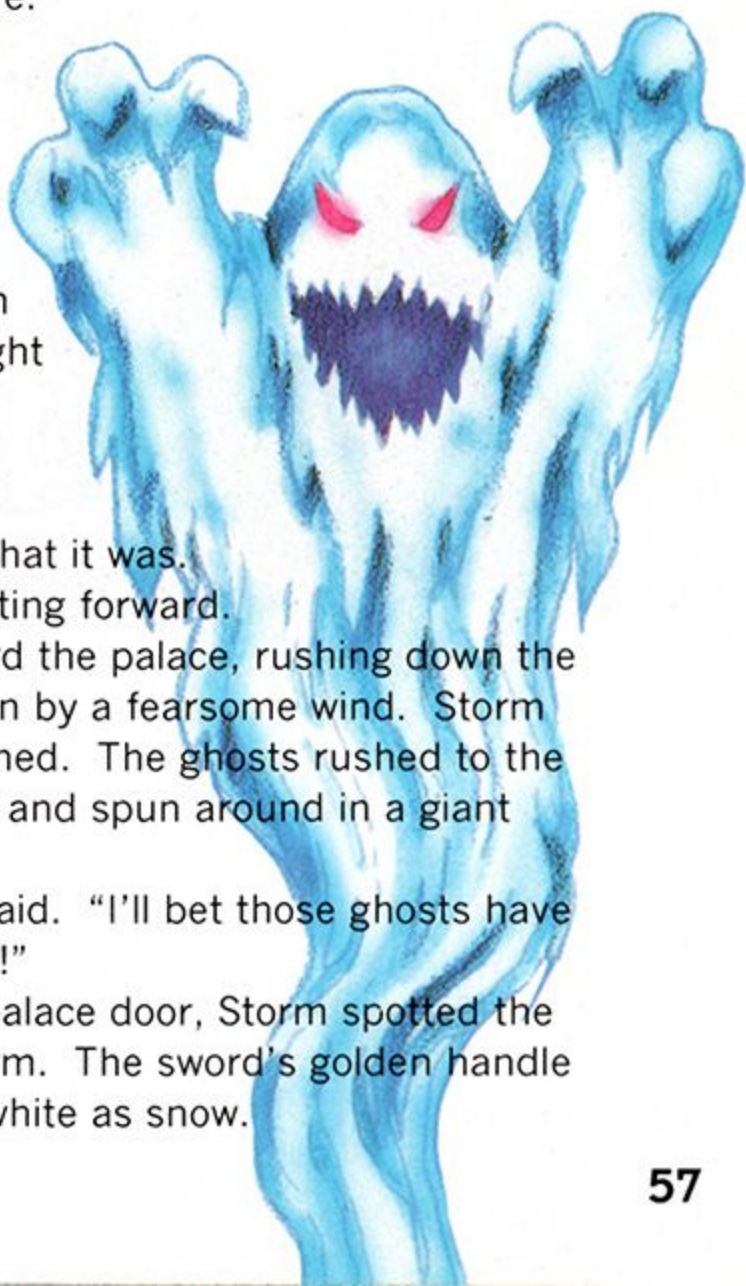 e.
n
ght
hat it was.
ting forward.
d the palace, rushing down the
n by a fearsome wind. Storm
ned. The ghosts rushed to the
and spun around in a giant
aid. “I’ll bet those ghosts have
!”
alace door, Storm spotted the
m. The sword’s golden handle
white as snow.
57